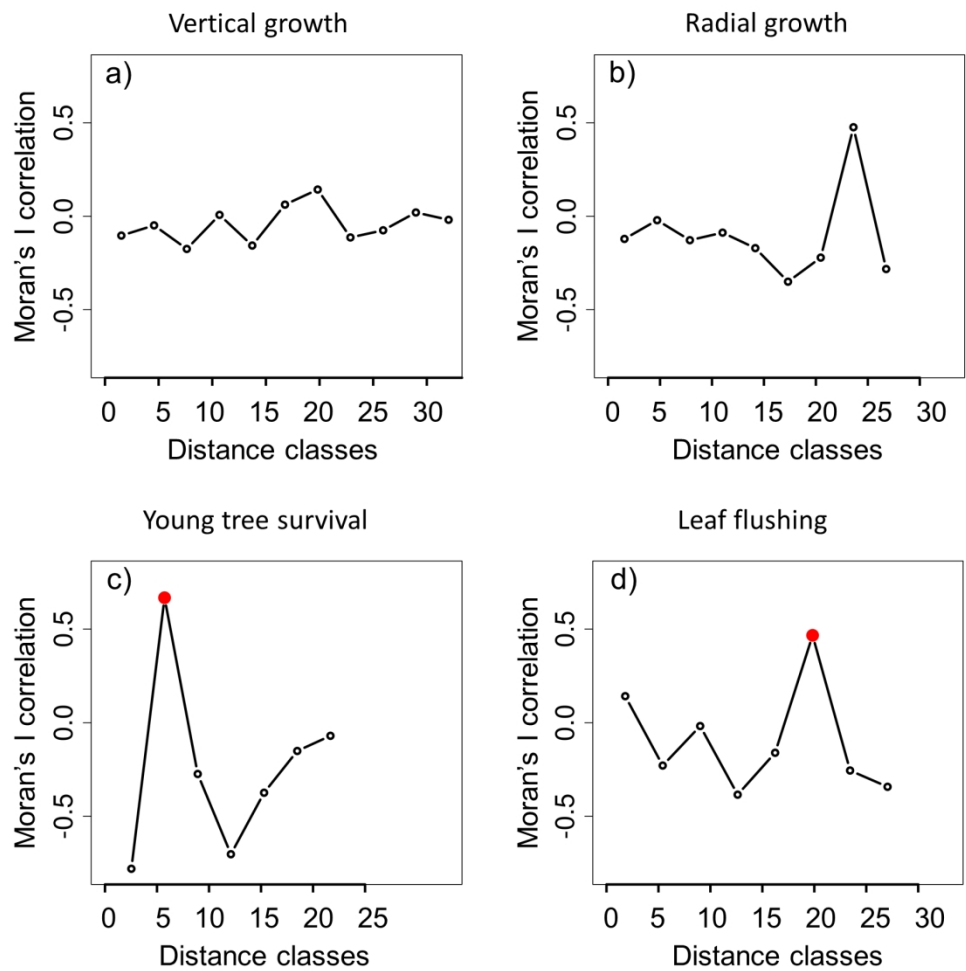 Vertical growth
Radial growth
a)
b)
Moran's I correlation
0.5
0.0
-0.5
Moran's I correlation
0.5
0.0
-0.5
0 5 10 15 20 25 30
0 5 10 15 20 25 30
Distance classes
Distance classes
Young tree survival
Leaf flushing
c)
d)
Moran's I correlation
0.5
0.0
-0.5
Moran's I correlation
0.5
0.0
-0.5
0 5 10 15 20 25
0 5 10 15 20 25 30
Distance classes
Distance classes